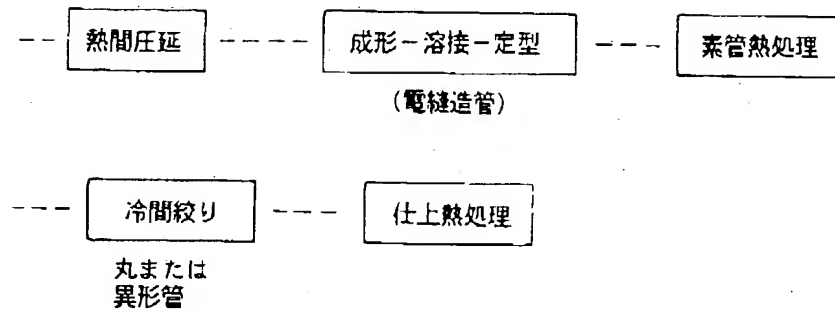 熱間圧延
成形－溶接－定型
素管熱処理
(電縫造管)
冷間絞り
仕上熱処理
丸または
異形管